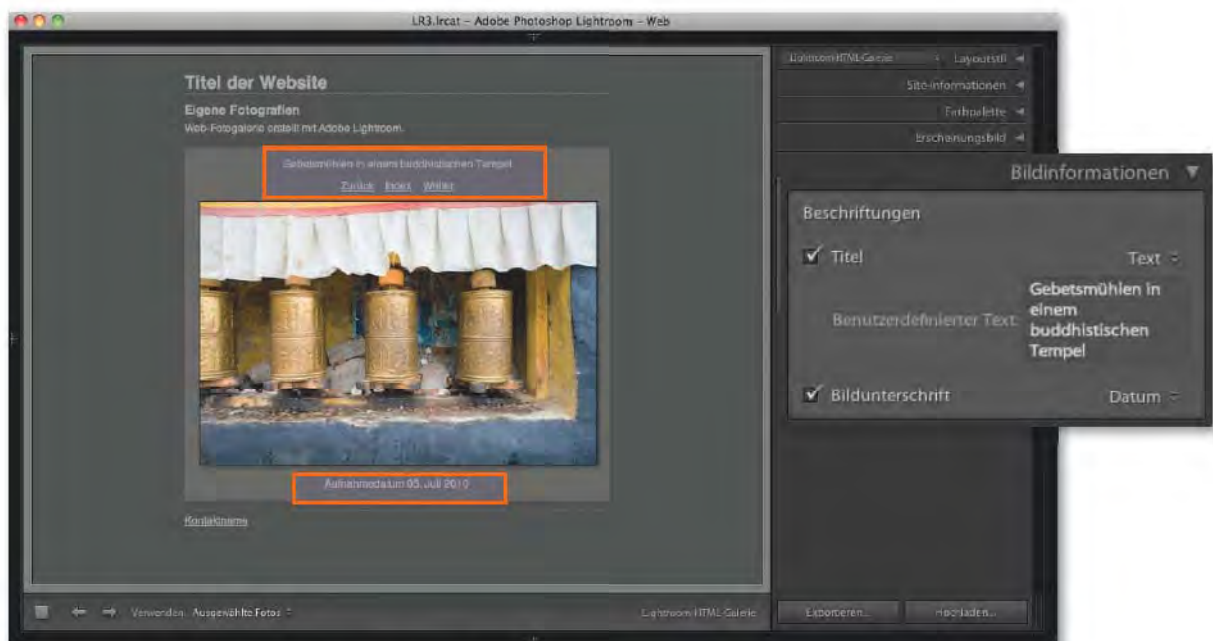 LR3.lrcat – Adobe Photoshop Lightroom – Web
Titel der Website
Eigene Fotografien
Web-Fotogalerie erstellt mit Adobe Lightroom.
Gebetsmühlen in einem buddhistischen Tempel
Zurück Index Weiter
Aufnahmedatum 05. Juli 2010
Kontaktname
Verwenden: Ausgewählte Fotos
Lightroom HTML-Galerie
Lightroom HTML-Galerie Layoutstil
Site-Informationen
Farbpalette
Erscheinungsbild
Bildinformationen
Beschriftungen
Titel Text
Benutzerdefinierter Text:
Gebetsmühlen in
einem
buddhistischen
Tempel
Bildunterschrift Datum
Exportieren... Hochladen...